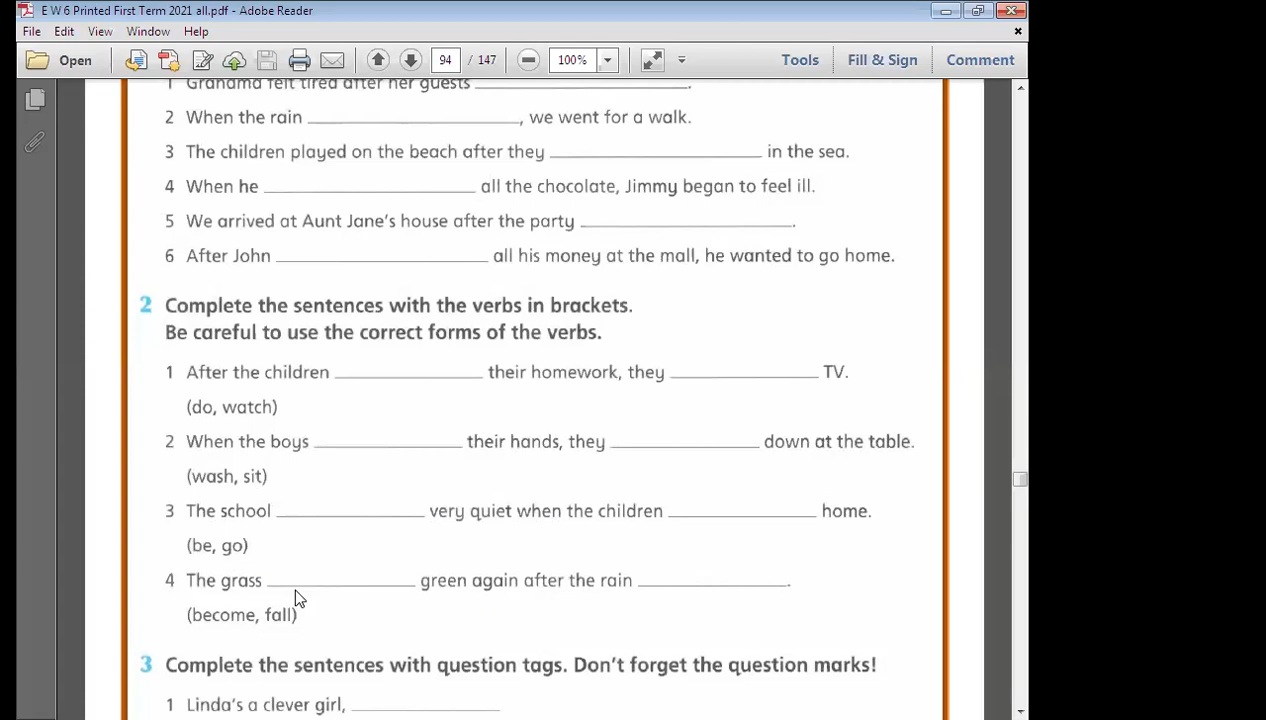 E W 6 Printed First Term 2021 all.pdf - Adobe Reader
File Edit View Window Help
Open 94 / 147 100% Tools Fill & Sign Comment
1 Grandma felt tired after her guests ____________.
2 When the rain ____________, we went for a walk.
3 The children played on the beach after they ____________ in the sea.
4 When he ____________ all the chocolate, Jimmy began to feel ill.
5 We arrived at Aunt Jane's house after the party ____________.
6 After John ____________ all his money at the mall, he wanted to go home.
2 Complete the sentences with the verbs in brackets.
Be careful to use the correct forms of the verbs.
1 After the children ____________ their homework, they ____________ TV.
(do, watch)
2 When the boys ____________ their hands, they ____________ down at the table.
(wash, sit)
3 The school ____________ very quiet when the children ____________ home.
(be, go)
4 The grass ____________ green again after the rain ____________.
(become, fall)
3 Complete the sentences with question tags. Don't forget the question marks!
1 Linda's a clever girl, ____________